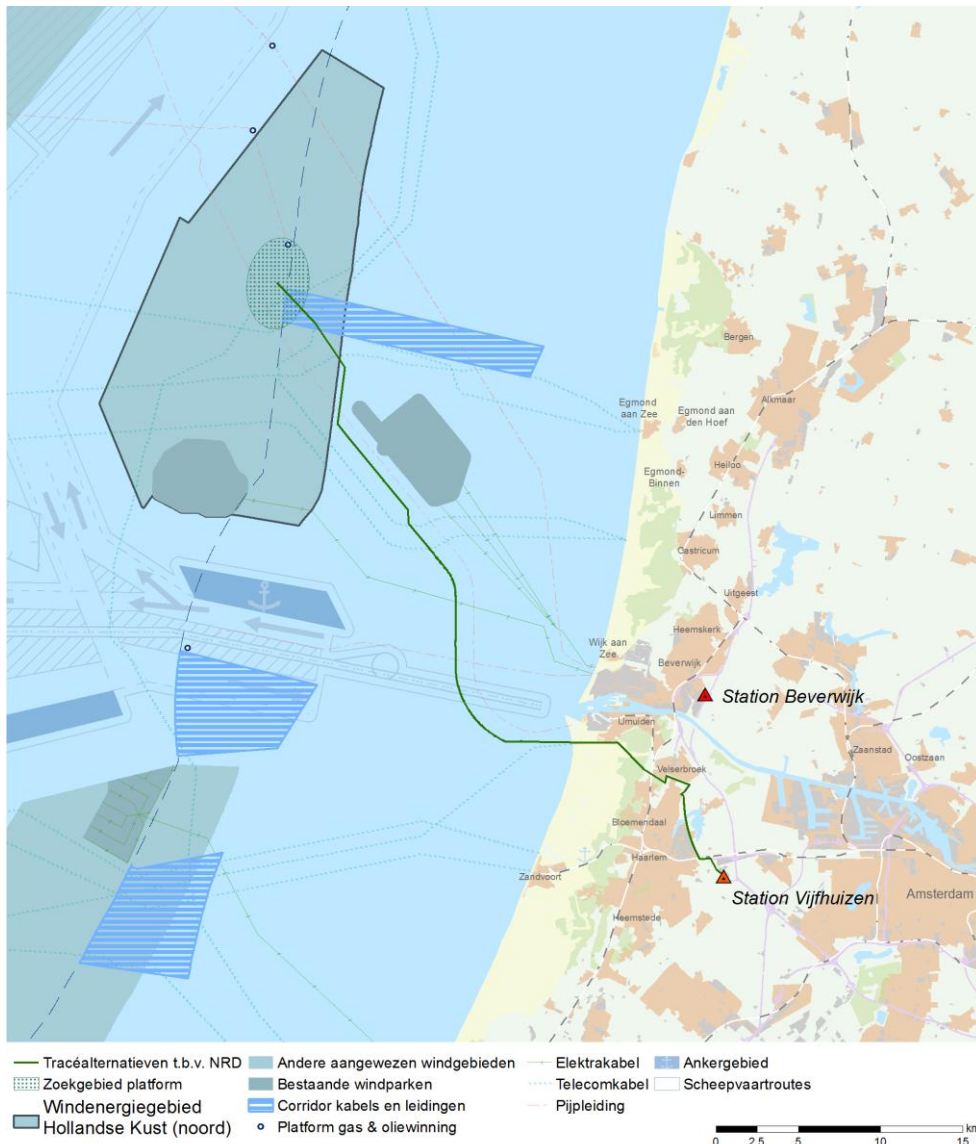 Bergen
Alkmaar
Egmond
aan Zee
Egmond aan
den Hoef
Heiloo
Egmond-
Binnen
Limmen
Castricum
Uitgeest
Heemskerk
Wijk aan
Zee
Beverwijk
Station Beverwijk
IJmuiden
Zaanstad
Oostzaan
Velserbroek
Bloemendaal
Haarlem
Zandvoort
Station Vijfhuizen
Amsterdam
Heemstede
Tracéalternatieven t.b.v. NRD
Zoekgebied platform
Windenergiegebied
Hollandse Kust (noord)
Andere aangewezen windgebieden
Bestaande windparken
Corridor kabels en leidingen
Platform gas & oliewinning
Elektrakabel
Telecomkabel
Pijpleiding
Ankergebied
Scheepvaartroutes
km
0 2,5 5 10 15